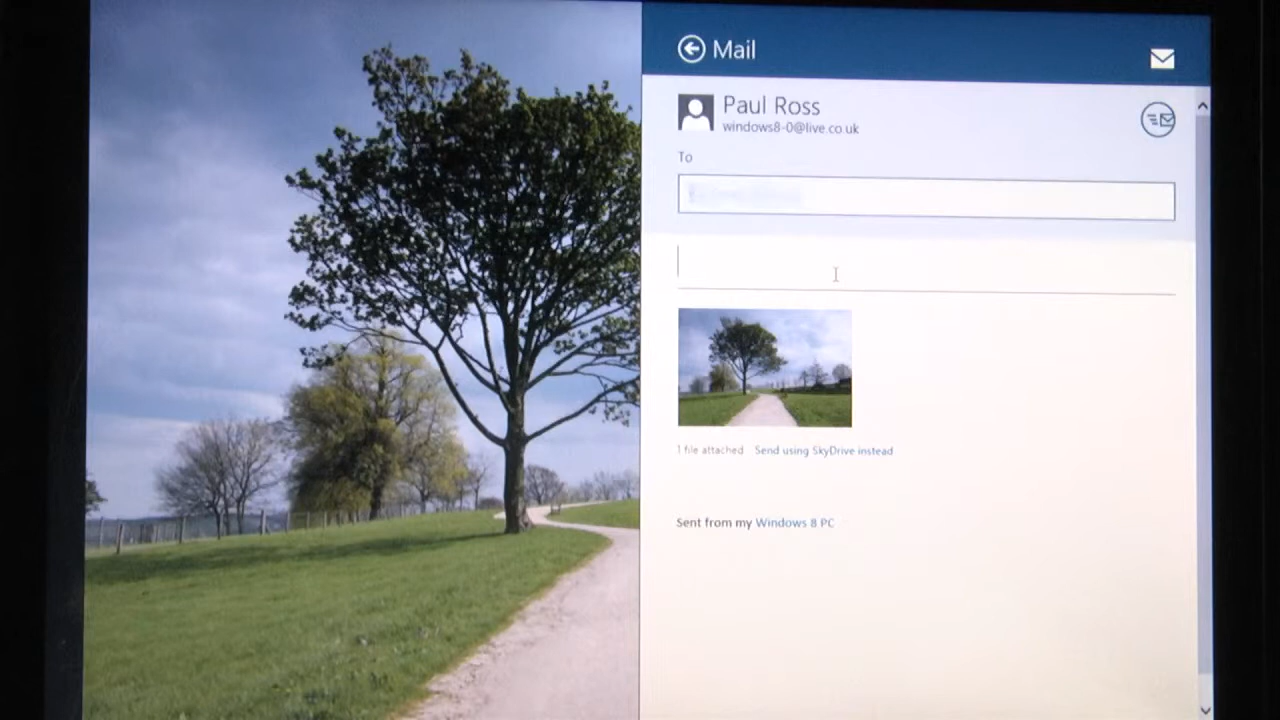 Mail
Paul Ross
windows8-0@live.co.uk
To
1 file attached Send using SkyDrive instead
Sent from my Windows 8 PC